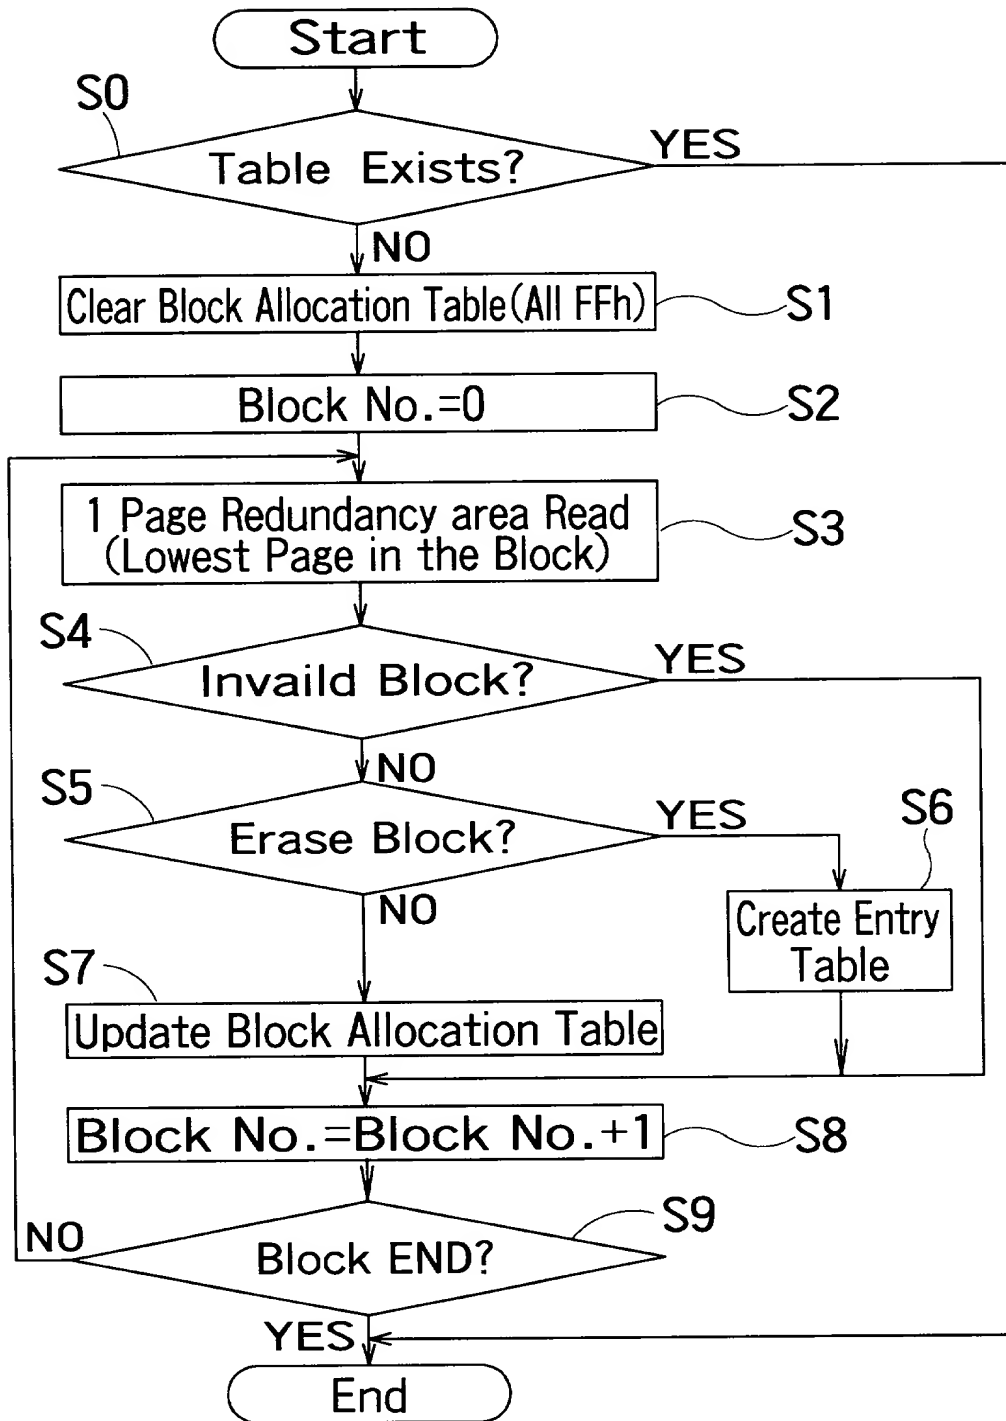 Start
S0
Table Exists?
YES
NO
Clear Block Allocation Table(All FFh)
S1
Block No.=0
S2
1 Page Redundancy area Read
(Lowest Page in the Block)
S3
S4
Invaild Block?
YES
NO
S5
Erase Block?
YES
S6
NO
Create Entry
Table
S7
Update Block Allocation Table
Block No.=Block No.+1
S8
S9
NO
Block END?
YES
End